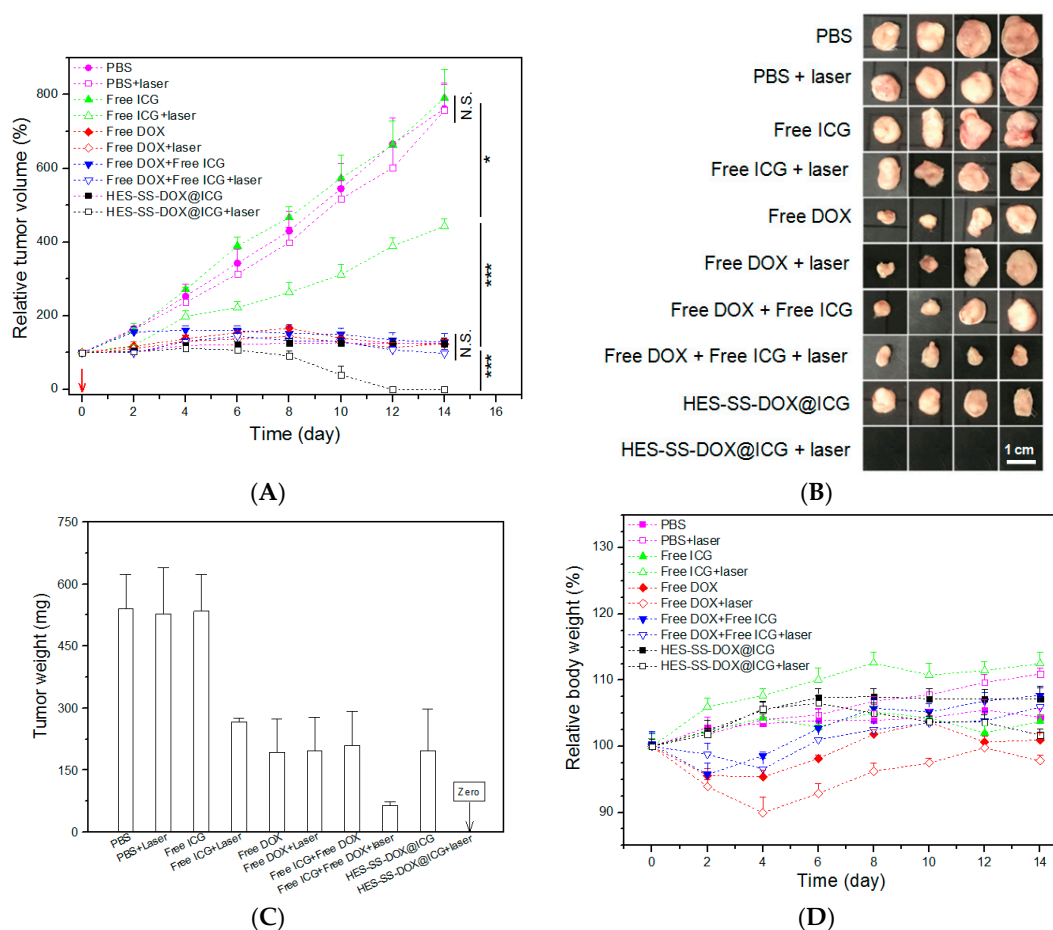 PBS
PBS+laser
Free ICG
Free ICG+laser
Free DOX
Free DOX+laser
Free DOX+Free ICG
Free DOX+Free ICG+laser
HES-SS-DOX@ICG
HES-SS-DOX@ICG+laser
Relative tumor volume (%)
800
600
400
200
0
0 2 4 6 8 10 12 14 16
Time (day)
N.S.
*
***
N.S.
***
(A)
PBS
PBS + laser
Free ICG
Free ICG + laser
Free DOX
Free DOX + laser
Free DOX + Free ICG
Free DOX + Free ICG + laser
HES-SS-DOX@ICG
HES-SS-DOX@ICG + laser
1 cm
(B)
Tumor weight (mg)
750
600
450
300
150
0
Zero
PBS
PBS+Laser
Free ICG
Free ICG+Laser
Free DOX
Free DOX+Laser
Free ICG+Free DOX
Free ICG+Free DOX+laser
HES-SS-DOX@ICG
HES-SS-DOX@ICG+laser
(C)
PBS
PBS+laser
Free ICG
Free ICG+laser
Free DOX
Free DOX+laser
Free DOX+Free ICG
Free DOX+Free ICG+laser
HES-SS-DOX@ICG
HES-SS-DOX@ICG+laser
Relative body weight (%)
130
120
110
100
90
0 2 4 6 8 10 12 14
Time (day)
(D)